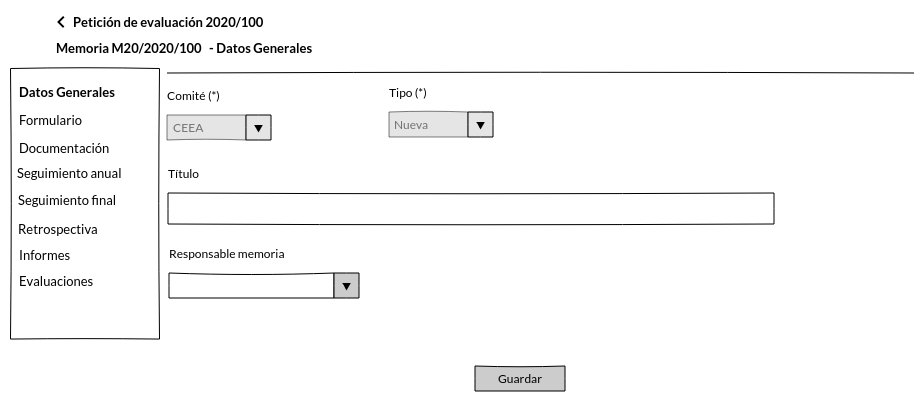 Petición de evaluación 2020/100
Memoria M20/2020/100 - Datos Generales
Datos Generales
Formulario
Documentación
Seguimiento anual
Seguimiento final
Retrospectiva
Informes
Evaluaciones
Comité (*)
Tipo (*)
CEEA
Nueva
Título
Responsable memoria
Guardar